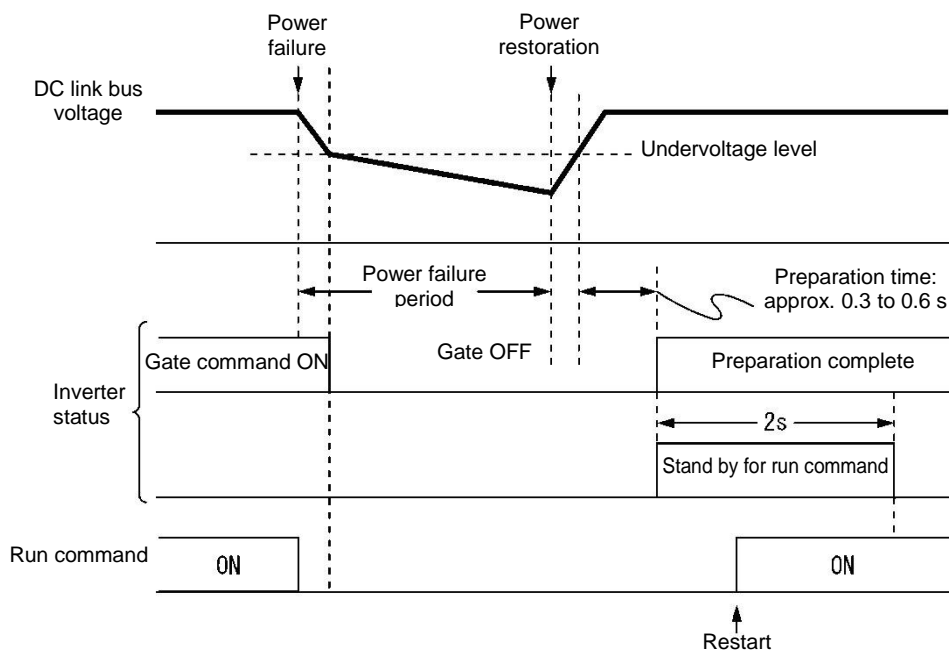 Power
failure
Power
restoration
DC link bus
voltage
Undervoltage level
Power failure
period
Preparation time:
approx. 0.3 to 0.6 s
Gate command ON
Gate OFF
Preparation complete
Inverter
status
2s
Stand by for run command
Run command
ON
ON
Restart